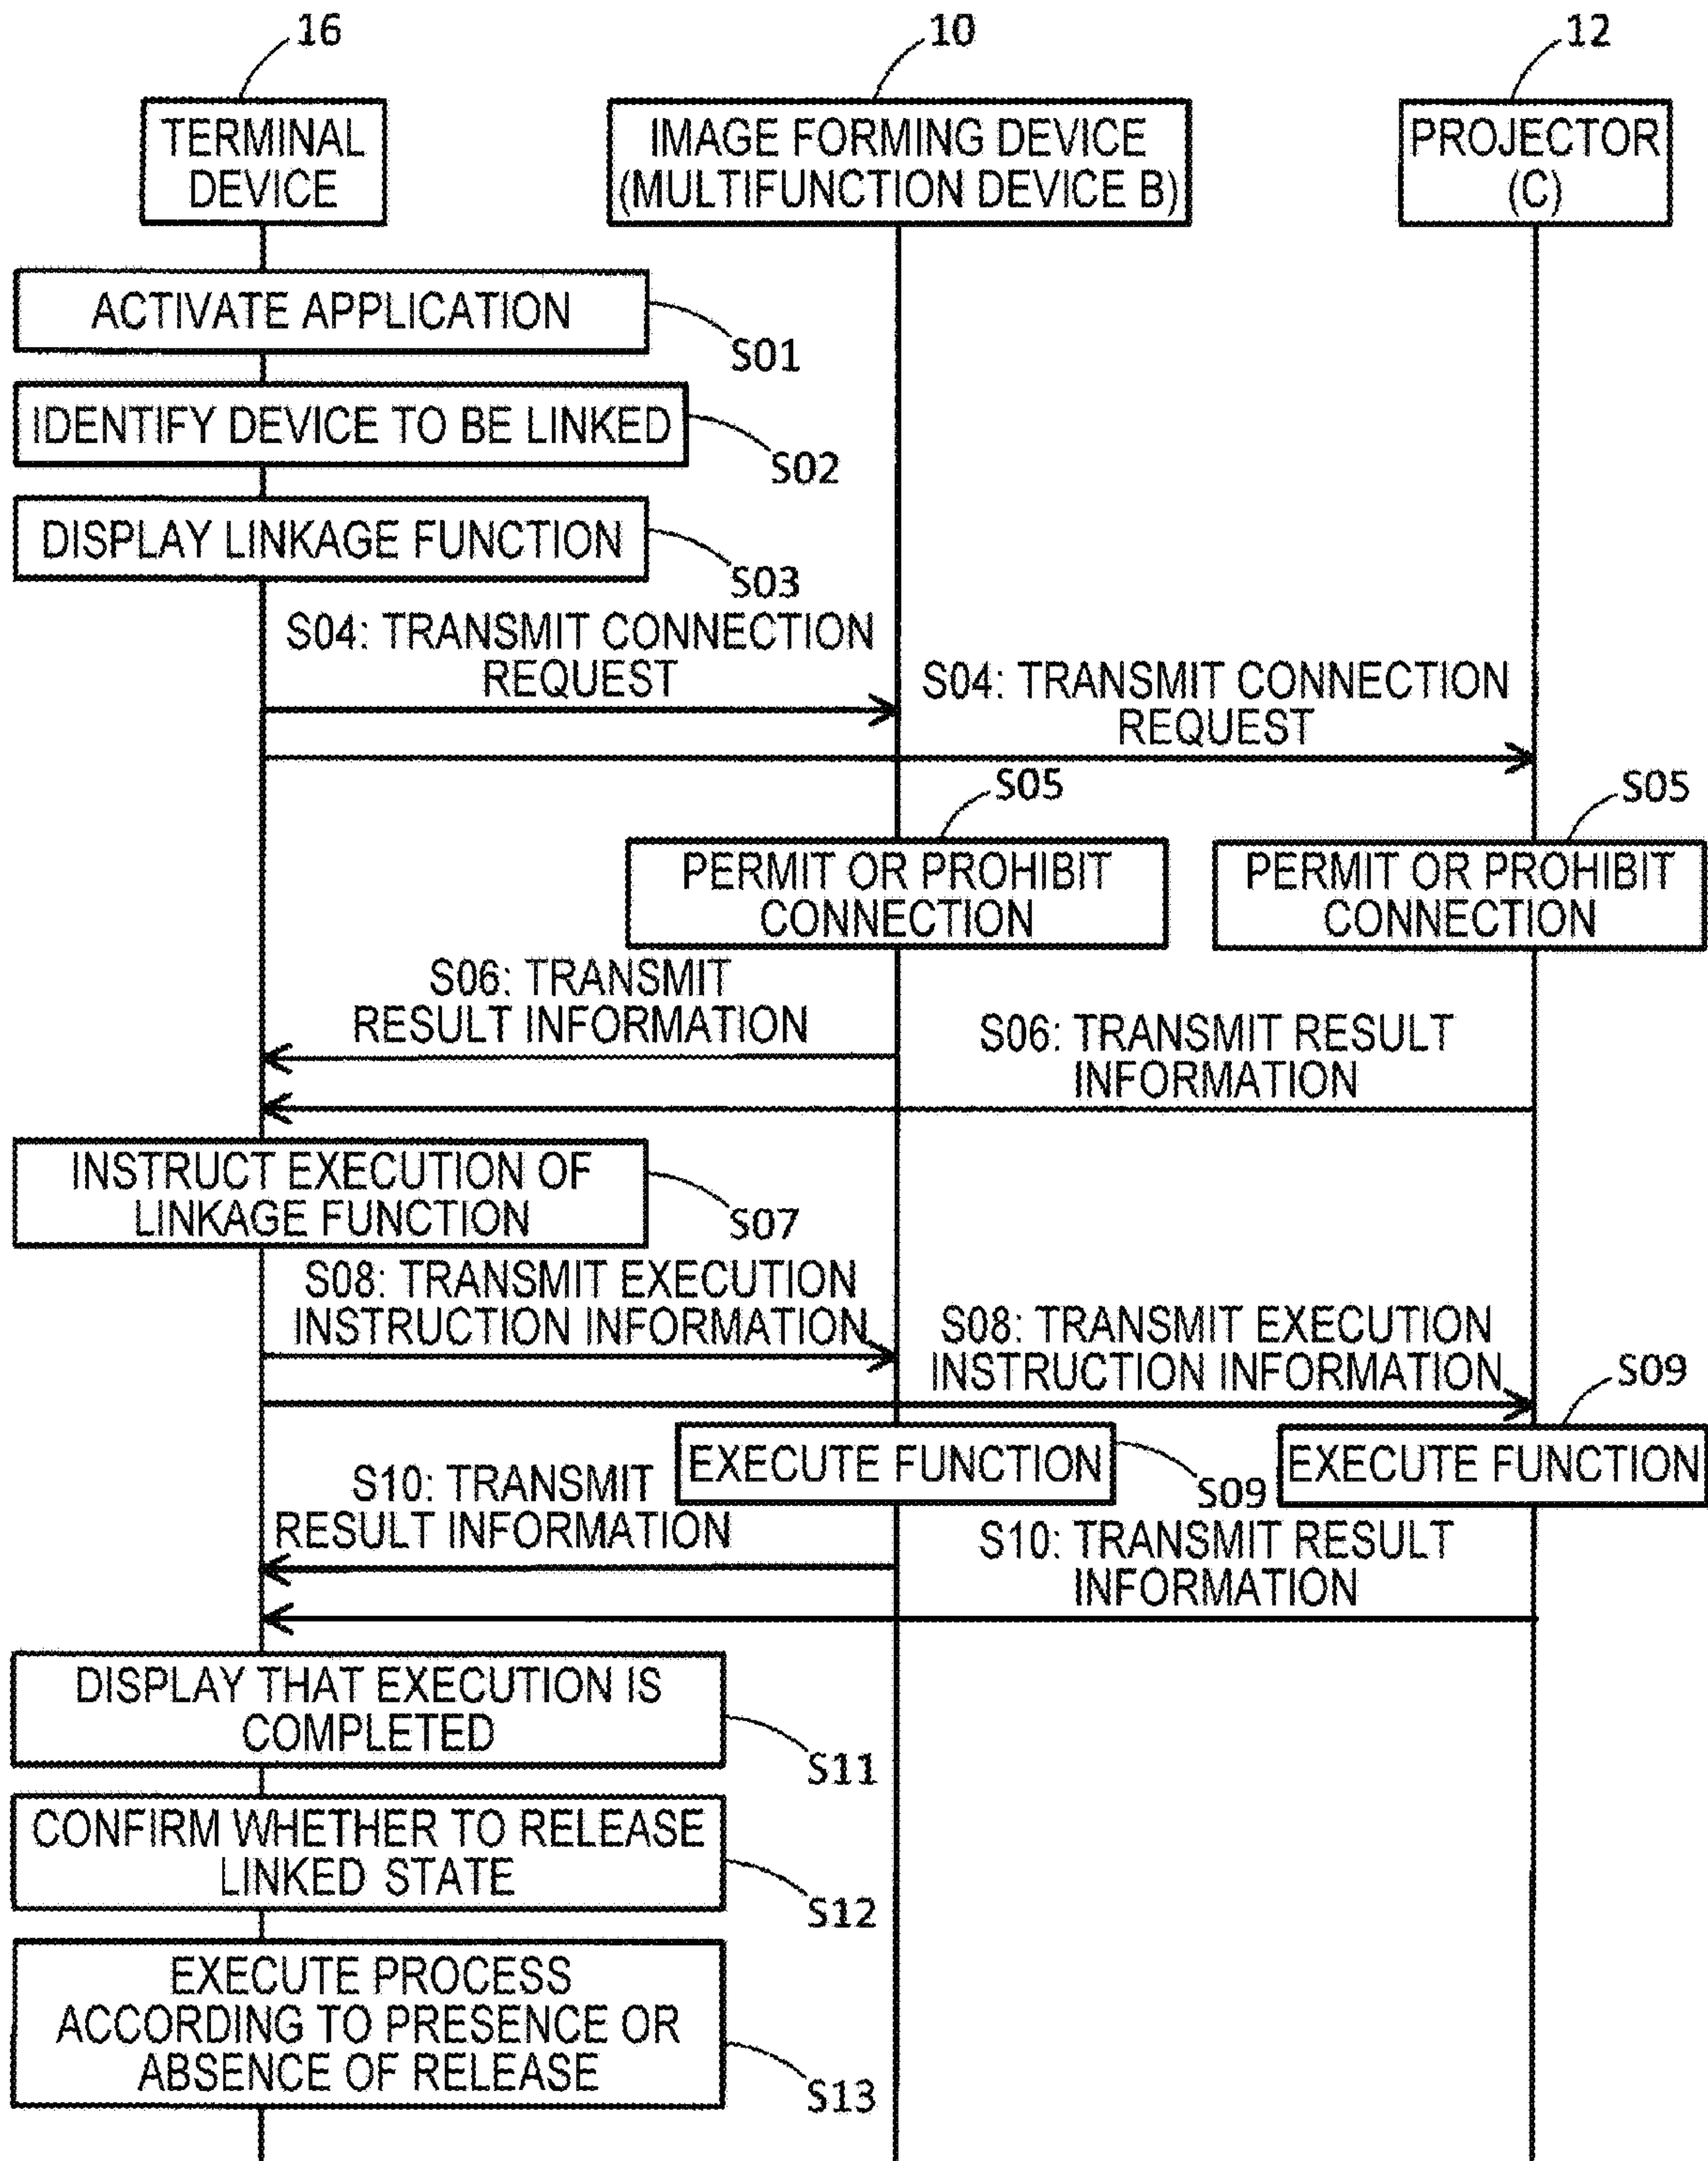 16
10
12
TERMINAL
DEVICE
IMAGE FORMING DEVICE
(MULTIFUNCTION DEVICE B)
PROJECTOR
(C)
ACTIVATE APPLICATION
S01
IDENTIFY DEVICE TO BE LINKED
S02
DISPLAY LINKAGE FUNCTION
S03
S04: TRANSMIT CONNECTION
REQUEST
S04: TRANSMIT CONNECTION
REQUEST
S05
S05
PERMIT OR PROHIBIT
CONNECTION
PERMIT OR PROHIBIT
CONNECTION
S06: TRANSMIT
RESULT INFORMATION
S06: TRANSMIT RESULT
INFORMATION
INSTRUCT EXECUTION OF
LINKAGE FUNCTION
S07
S08: TRANSMIT EXECUTION
INSTRUCTION INFORMATION
S08: TRANSMIT EXECUTION
INSTRUCTION INFORMATION
S09
EXECUTE FUNCTION
S09
EXECUTE FUNCTION
S10: TRANSMIT
RESULT INFORMATION
S10: TRANSMIT RESULT
INFORMATION
DISPLAY THAT EXECUTION IS
COMPLETED
S11
CONFIRM WHETHER TO RELEASE
LINKED STATE
S12
EXECUTE PROCESS
ACCORDING TO PRESENCE OR
ABSENCE OF RELEASE
S13